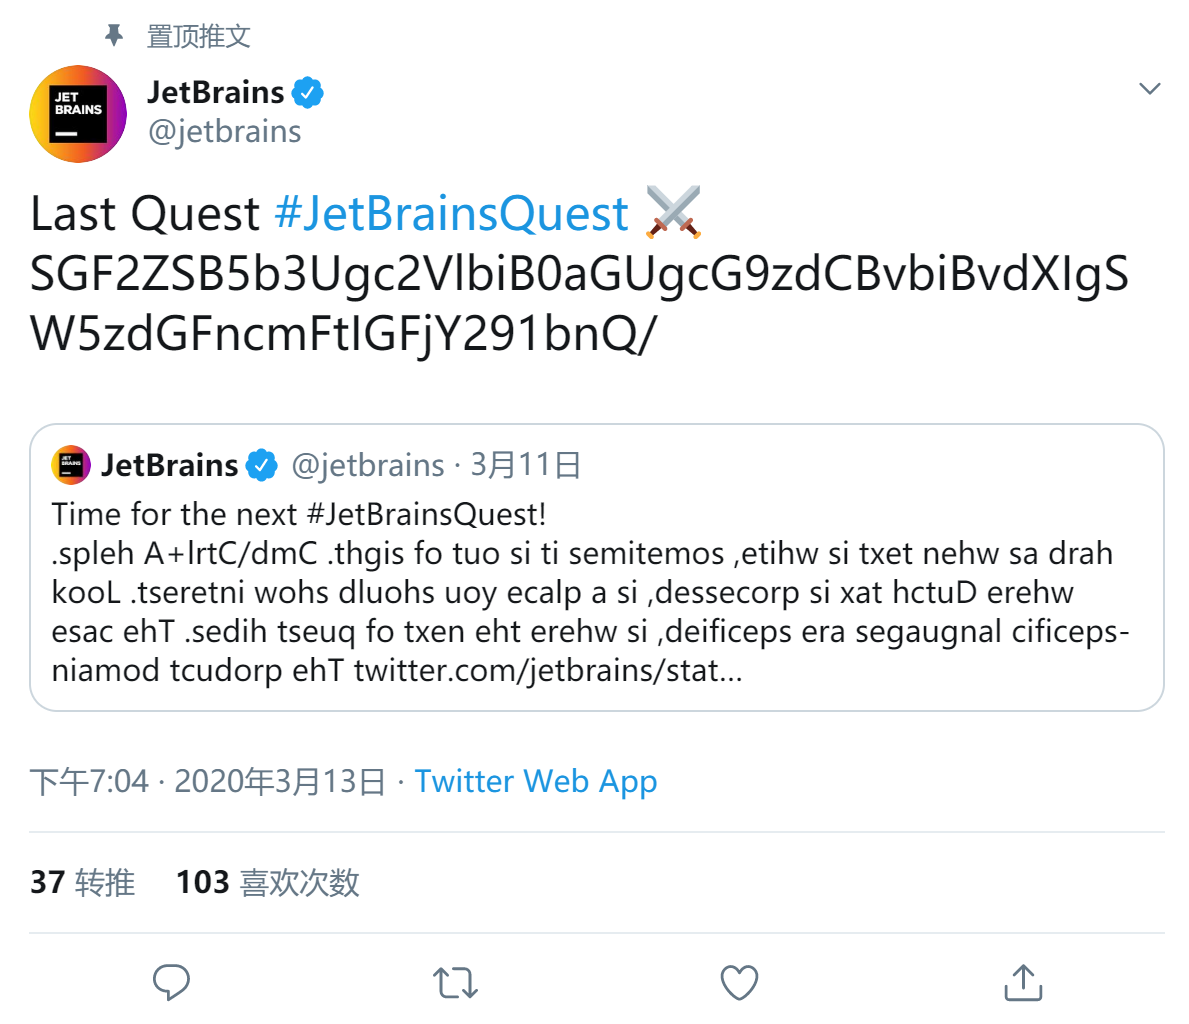 置顶推文
JET
BRAINS
JetBrains
@jetbrains
Last Quest #JetBrainsQuest ⚔️
SGF2ZSB5b3Ugc2VlbiB0aGUgcG9zdCBvbiBvdXIgS
W5zdGFncmFtIGFjY291bnQ/
JET
BRAINS
JetBrains @jetbrains · 3月11日
Time for the next #JetBrainsQuest!
.spleh A+lrtC/dmC .thgis fo tuo si ti semitemos ,etihw si txet nehw sa drah
kooL .tseretni wohs dluohs uoy ecalp a si ,dessecorp si xat hctuD erehw
esac ehT .sedih tseuq fo txen eht erehw si ,deificeps era segaugnal cificeps-
niamod tcudorp ehT twitter.com/jetbrains/stat...
下午7:04 · 2020年3月13日 · Twitter Web App
37 转推 103 喜欢次数